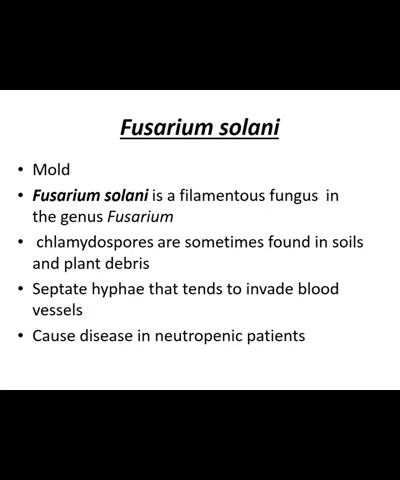 Fusarium solani
• Mold
• Fusarium solani is a filamentous fungus in
the genus Fusarium
• chlamydospores are sometimes found in soils
and plant debris
• Septate hyphae that tends to invade blood
vessels
• Cause disease in neutropenic patients